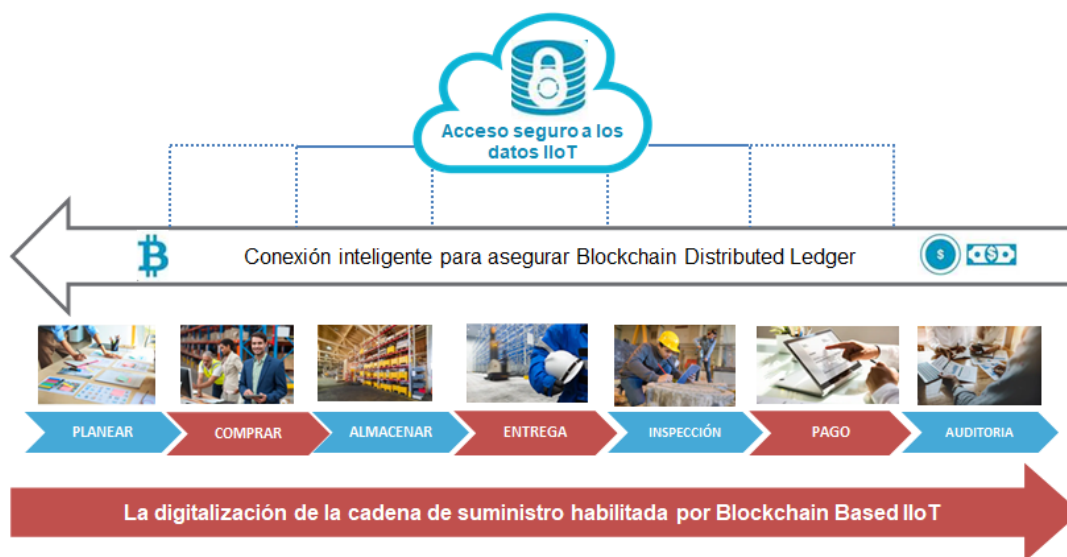 Acceso seguro a los
datos IIoT
Conexión inteligente para asegurar Blockchain Distributed Ledger
PLANEAR
COMPRAR
ALMACENAR
ENTREGA
INSPECCIÓN
PAGO
AUDITORIA
La digitalización de la cadena de suministro habilitada por Blockchain Based IIoT